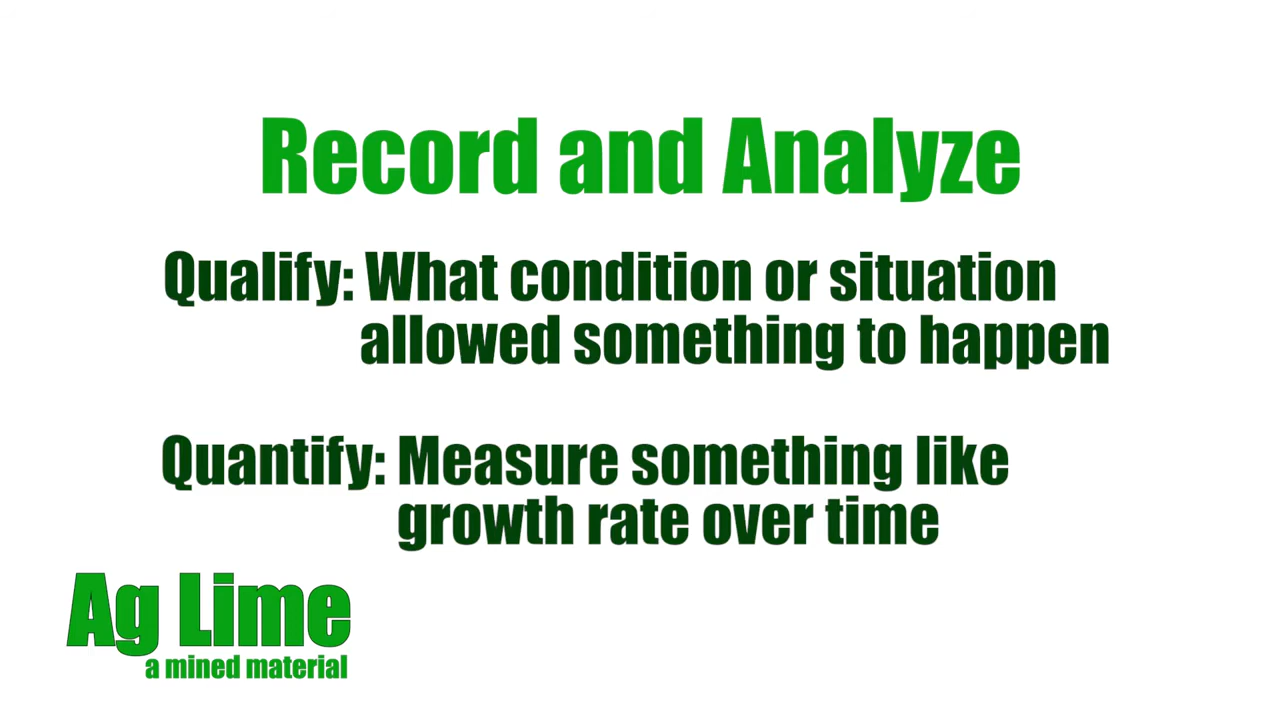 Record and Analyze
Qualify: What condition or situation
allowed something to happen
Quantify: Measure something like
growth rate over time
Ag Lime
a mined material